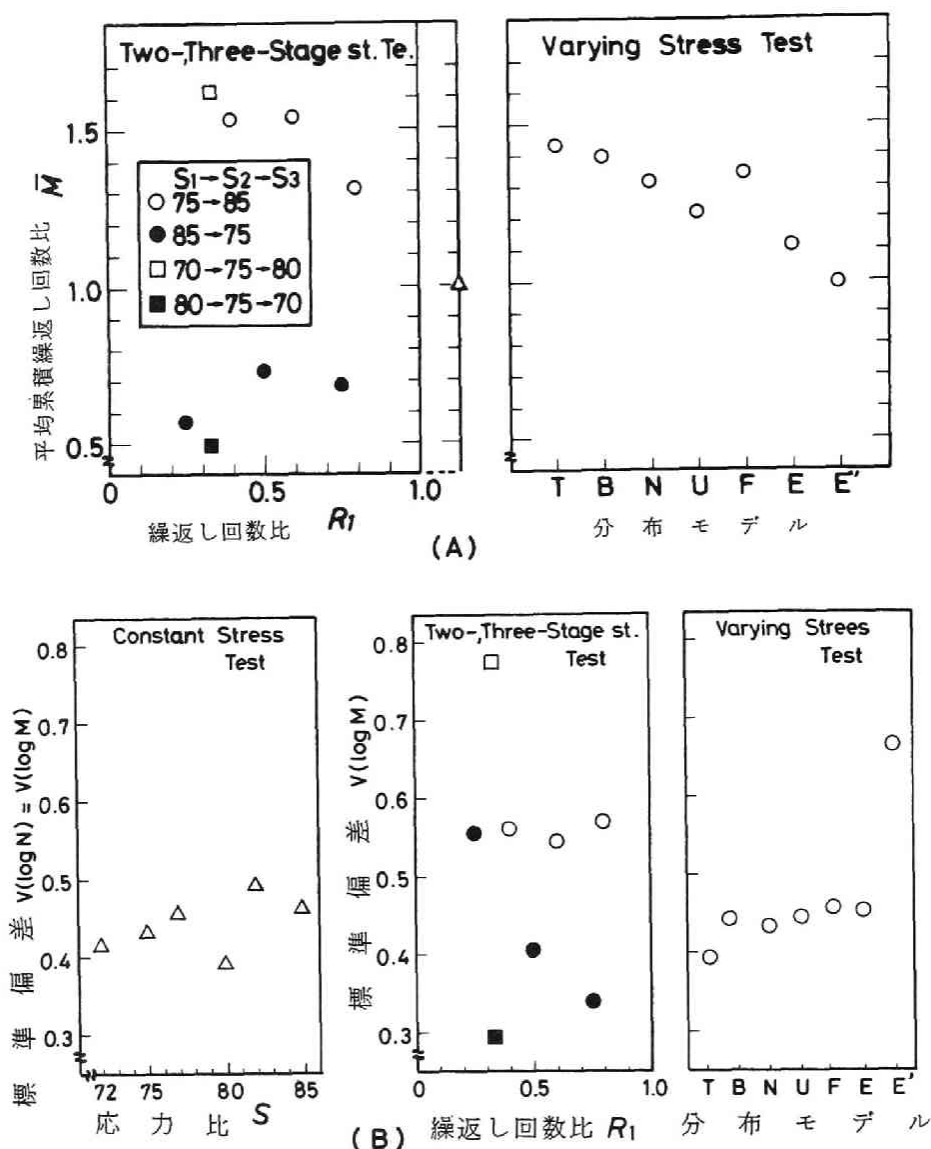 Two-,Three-Stage st. Te.
Varying Stress Test
1.5
1.0
0.5
平均累積繰返し回数比 M̅
S1→S2→S3
○ 75→85
● 85→75
□ 70→75→80
■ 80→75→70
0 0.5 1.0
繰返し回数比 R1
T B N U F E E'
分布モデル
(A)
Constant Stress
Test
0.8
0.7
0.6
0.5
0.4
0.3
標準偏差 V(log N) = V(log M)
72 75 80 85
応力比 S
Two-,Three-Stage st.
Test
0.8
0.7
0.6
0.5
0.4
0.3
標準偏差 V(log M)
0 0.5 1.0
繰返し回数比 R1
Varying Strees
Test
T B N U F E E'
分布モデル
(B)